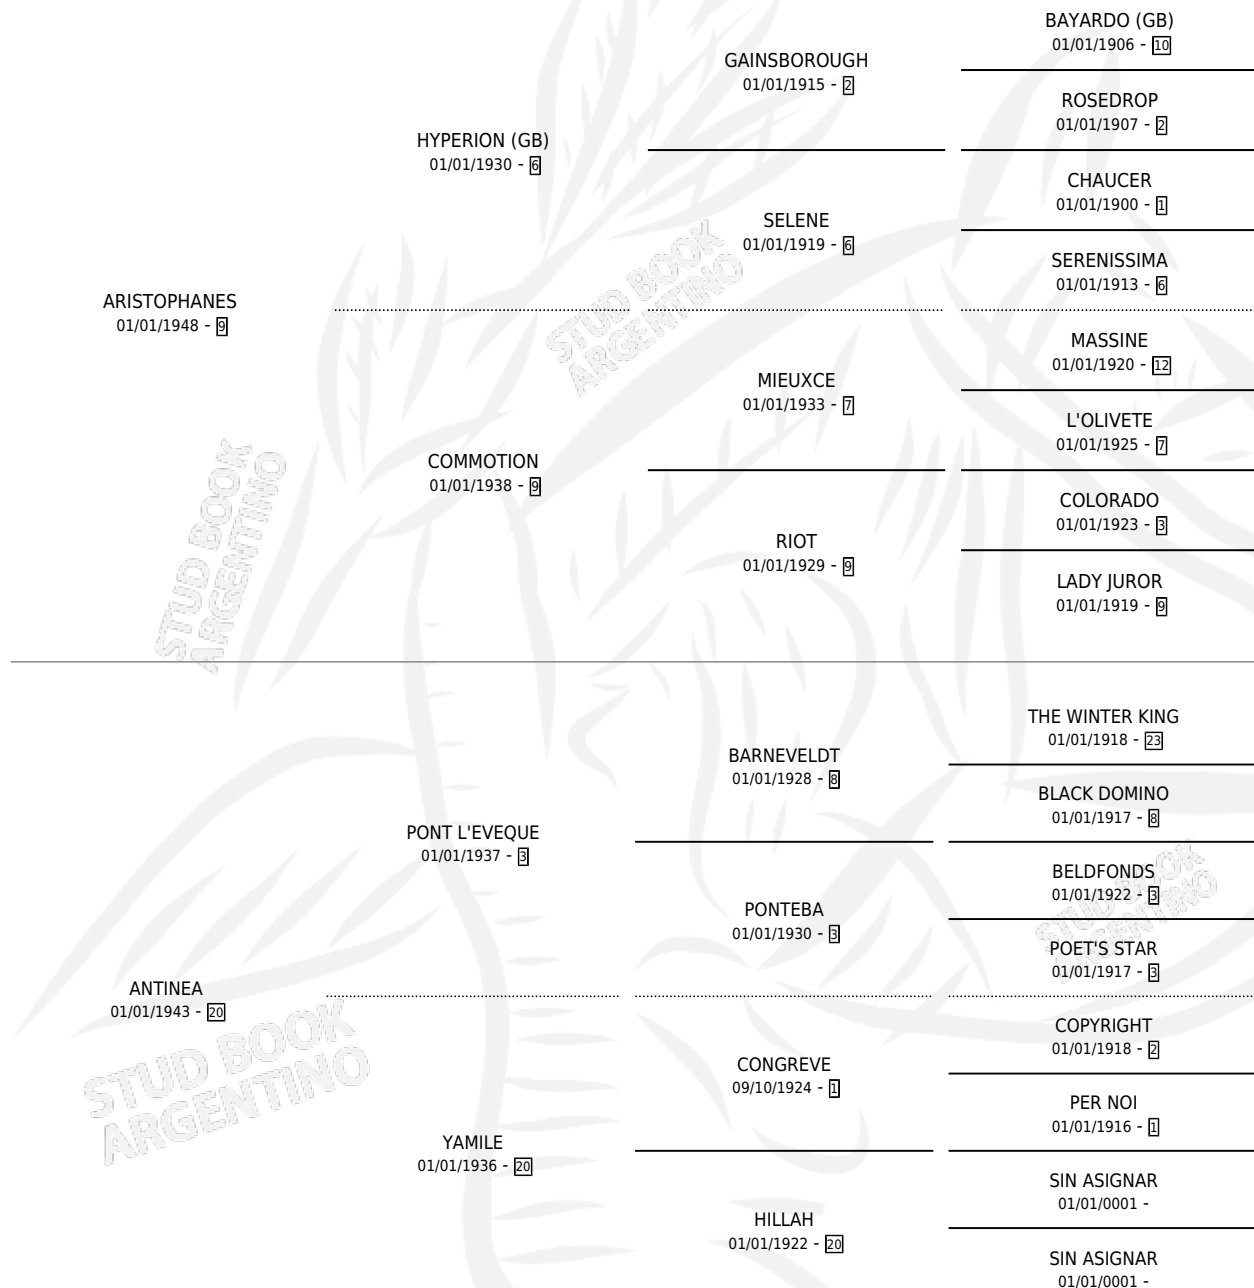 BAYARDO (GB)
01/01/1906 - 10
GAINSBOROUGH
01/01/1915 - 2
ROSEDROP
01/01/1907 - 2
HYPERION (GB)
01/01/1930 - 6
CHAUCER
01/01/1900 - 1
SELENE
01/01/1919 - 6
SERENISSIMA
01/01/1913 - 6
ARISTOPHANES
01/01/1948 - 9
MASSINE
01/01/1920 - 12
MIEUXCE
01/01/1933 - 7
L'OLIVETE
01/01/1925 - 7
COMMOTION
01/01/1938 - 9
COLORADO
01/01/1923 - 3
RIOT
01/01/1929 - 9
LADY JUROR
01/01/1919 - 9
THE WINTER KING
01/01/1918 - 23
BARNEVELDT
01/01/1928 - 8
BLACK DOMINO
01/01/1917 - 8
PONT L'EVEQUE
01/01/1937 - 3
BELDFONDS
01/01/1922 - 3
PONTEBA
01/01/1930 - 3
POET'S STAR
01/01/1917 - 3
ANTINEA
01/01/1943 - 20
COPYRIGHT
01/01/1918 - 2
CONGREVE
09/10/1924 - 1
PER NOI
01/01/1916 - 1
YAMILE
01/01/1936 - 20
SIN ASIGNAR
01/01/0001 -
HILLAH
01/01/1922 - 20
SIN ASIGNAR
01/01/0001 -
STUD BOOK
ARGENTINO
STUD BOOK
ARGENTINO
STUD BOOK
ARGENTINO
STUD BOOK
ARGENTINO